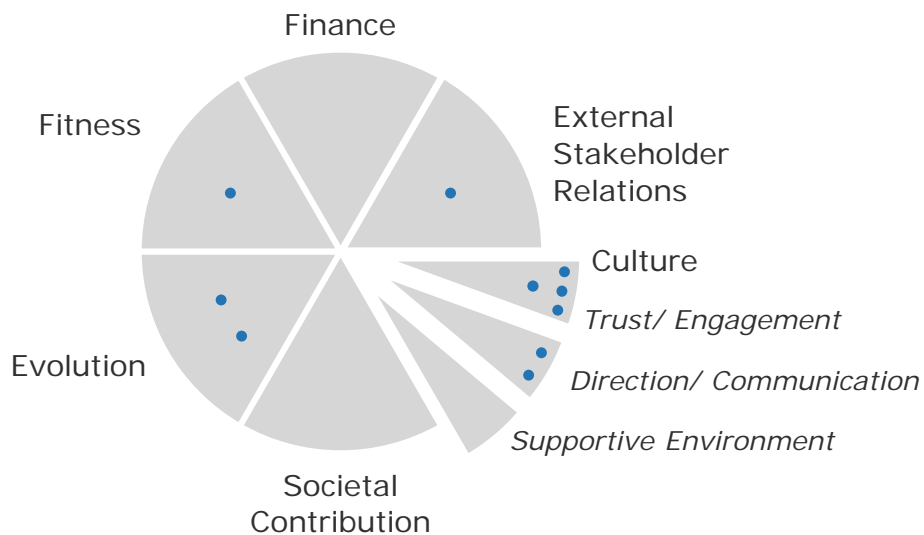 Finance
Fitness
External
Stakeholder
Relations
Culture
Trust/ Engagement
Direction/ Communication
Supportive Environment
Evolution
Societal
Contribution